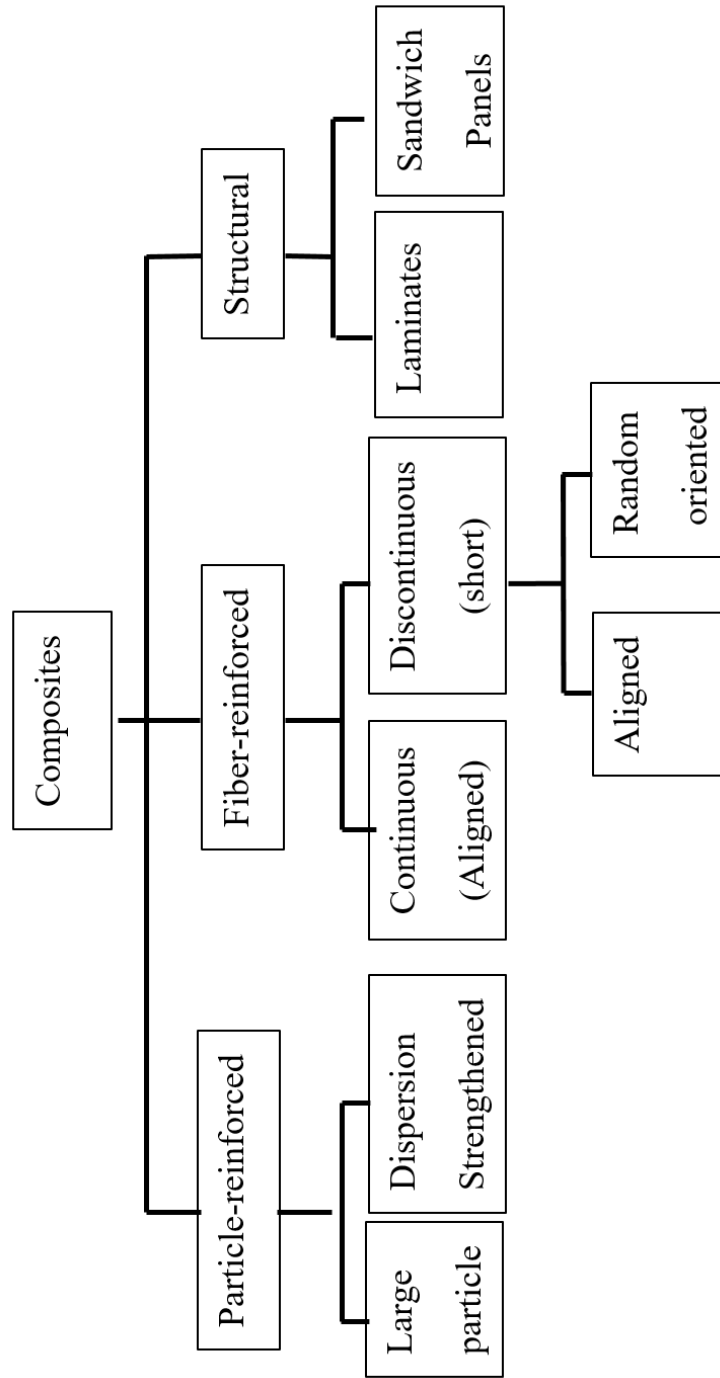 Composites
Particle-reinforced
Fiber-reinforced
Structural
Large
particle
Dispersion
Strengthened
Continuous
(Aligned)
Discontinuous
(short)
Laminates
Sandwich
Panels
Aligned
Random
oriented